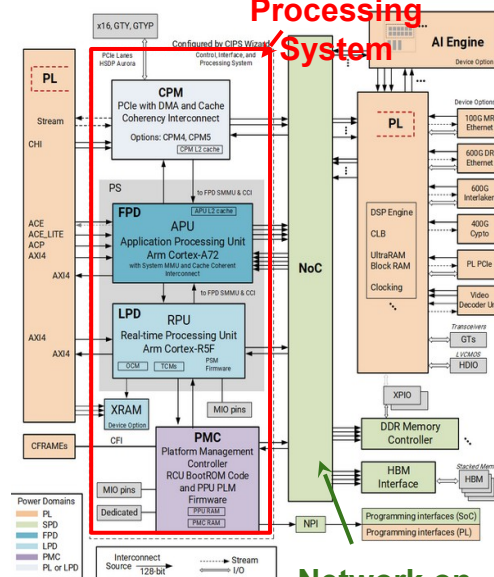 Processing
System
x16, GTY, GTYP
Configured by CIPS Wizard
Control, Interface, and
Processing System
PCIe Lanes
HSDP Aurora
AI Engine
Device Option
PL
Stream
CHI
CPM
PCIe with DMA and Cache
Coherency Interconnect
Options: CPM4, CPM5
CPM L2 cache
PS
to FPD SMMU & CCI
FPD
APU L2 cache
APU
Application Processing Unit
Arm Cortex-A72
with System MMU and Cache Coherent
Interconnect
ACE
ACE_LITE
ACP
AXI4
AXI4
to FPD SMMU & CCI
LPD
RPU
Real-time Processing Unit
Arm Cortex-R5F
PSM
Firmware
OCM
TCMs
AXI4
AXI4
XRAM
Device Option
MIO pins
CFRAMEs
CFI
PMC
Platform Management
Controller
RCU BootROM Code
and PPU PLM
Firmware
PPU RAM
PMC RAM
MIO pins
Dedicated
NoC
PL
DSP Engine
CLB
UltraRAM
Block RAM
Clocking
Device Option
100G MR
Ethernet
600G DR
Ethernet
600G
Interlaken
400G
Cypto
PL PCIe
Video
Decoder
Transceivers
GTs
LVCMOS
HDIO
XPIO
DDR Memory
Controller
HBM
Interface
Stacked Mem
HBM
NPI
Programming interfaces (SoC)
Programming interfaces (PL)
Power Domains
PL
SPD
FPD
LPD
PMC
PL or LPD
Interconnect
Source
128-bit
Stream
I/O
Network on